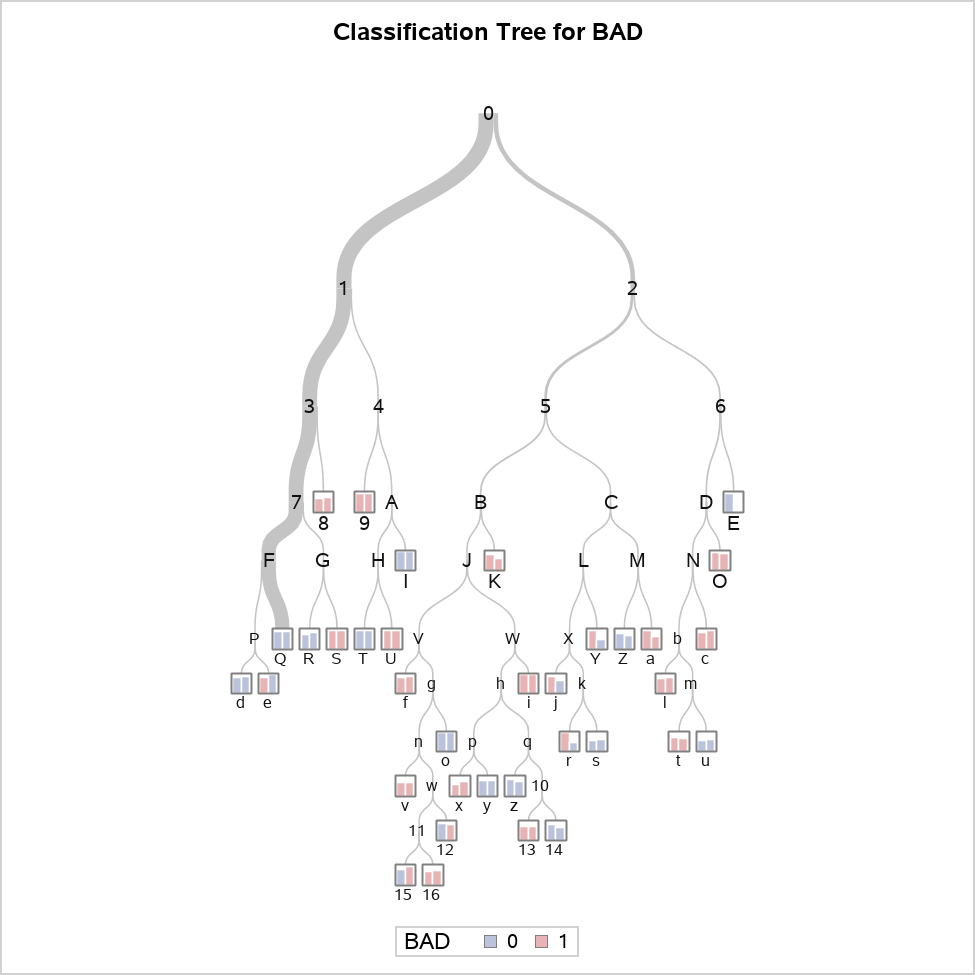 Classification Tree for BAD
0
1 2
3 4 5 6
7 8 9 A B C D E
F G H I J K L M N O
P Q R S T U V W X Y Z a b c
d e f g h i j k l m
n o p q r s t u
v w x y z 10
11 12 13 14
15 16
BAD 0 1